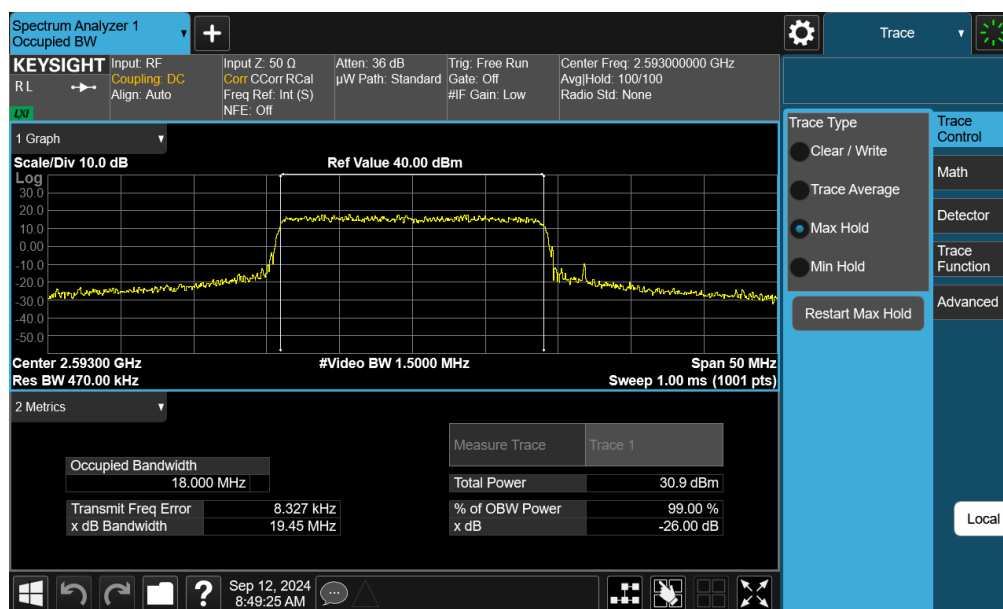 Spectrum Analyzer 1
Occupied BW
Trace
KEYSIGHT
RL
LXI
Input: RF
Coupling: DC
Align: Auto
Input Z: 50 Ω
Corr CCorr RCal
Freq Ref: Int (S)
NFE: Off
Atten: 36 dB
µW Path: Standard
Trig: Free Run
Gate: Off
#IF Gain: Low
Center Freq: 2.593000000 GHz
Avg|Hold: 100/100
Radio Std: None
1 Graph
Scale/Div 10.0 dB
Ref Value 40.00 dBm
Log
30.0
20.0
10.0
0.00
-10.0
-20.0
-30.0
-40.0
-50.0
Center 2.59300 GHz
#Video BW 1.5000 MHz
Span 50 MHz
Res BW 470.00 kHz
Sweep 1.00 ms (1001 pts)
2 Metrics
Measure Trace
Trace 1
Occupied Bandwidth
18.000 MHz
Total Power
30.9 dBm
Transmit Freq Error
8.327 kHz
% of OBW Power
99.00 %
x dB Bandwidth
19.45 MHz
x dB
-26.00 dB
Trace Type
Clear / Write
Trace Average
Max Hold
Min Hold
Restart Max Hold
Trace
Control
Math
Detector
Trace
Function
Advanced
Local
?
Sep 12, 2024
8:49:25 AM